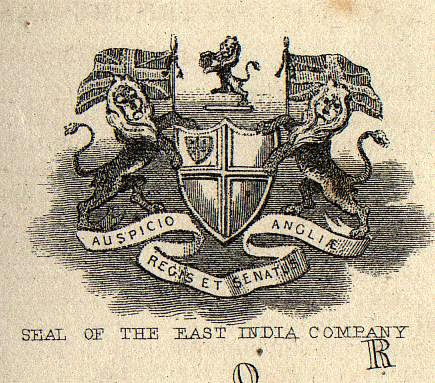 AUSPICIO
REGIS ET SENATUS
ANGLIÆ
SEAL OF THE EAST INDIA COMPANY
R
O